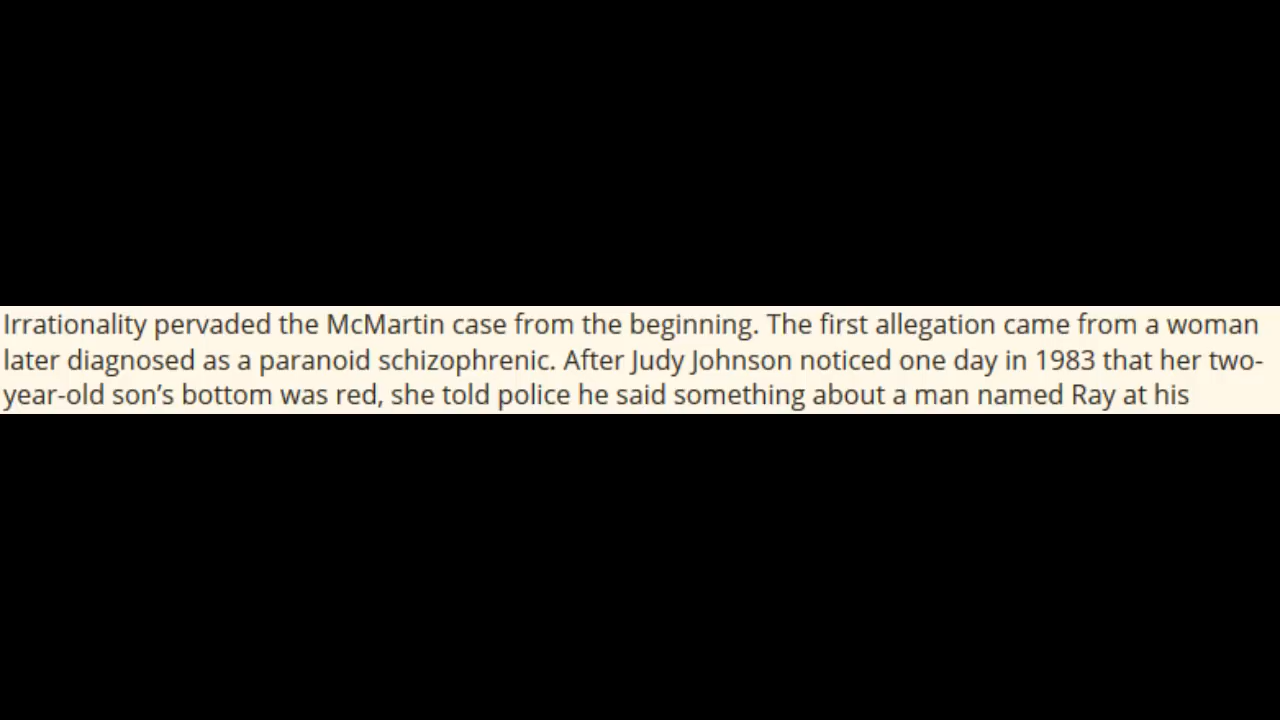 Irrationality pervaded the McMartin case from the beginning. The first allegation came from a woman
later diagnosed as a paranoid schizophrenic. After Judy Johnson noticed one day in 1983 that her two-
year-old son’s bottom was red, she told police he said something about a man named Ray at his